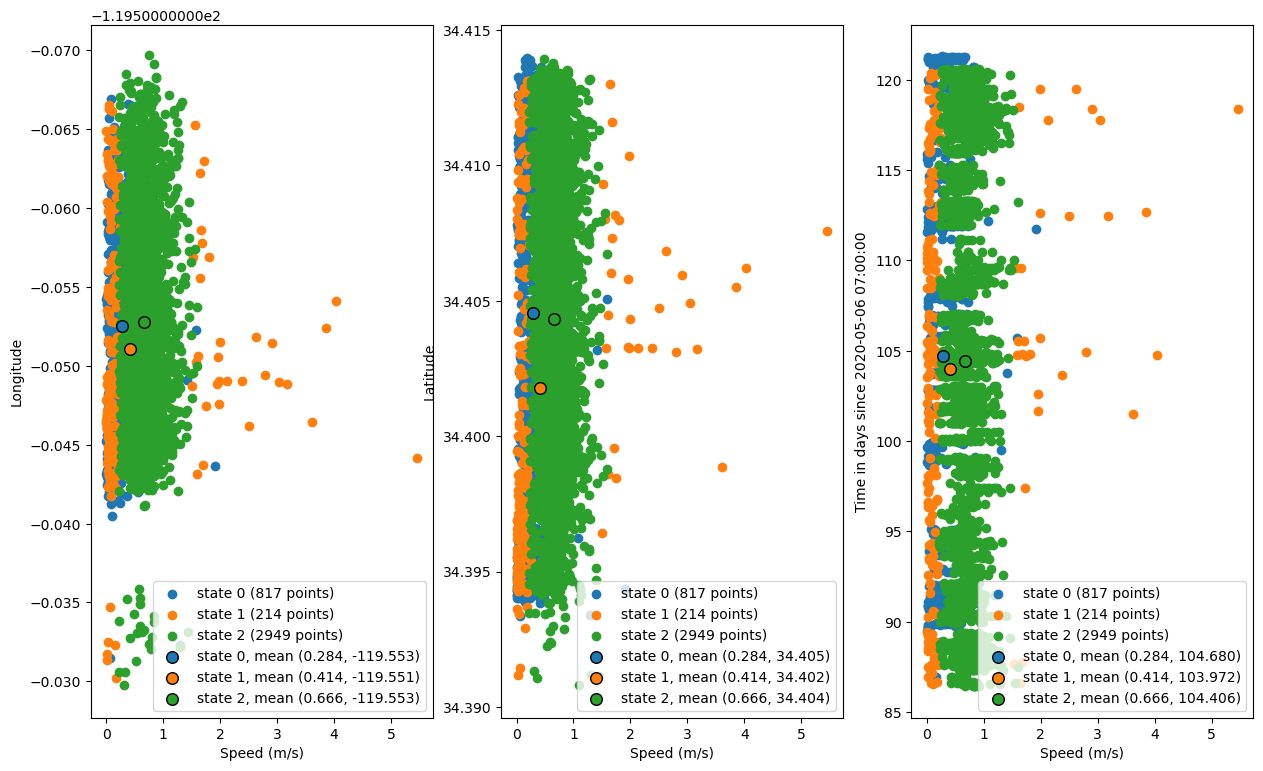 −1.1950000000e2
Longitude
−0.070
−0.065
−0.060
−0.055
−0.050
−0.045
−0.040
−0.035
−0.030
0 1 2 3 4 5
Speed (m/s)
state 0 (817 points)
state 1 (214 points)
state 2 (2949 points)
state 0, mean (0.284, -119.553)
state 1, mean (0.414, -119.551)
state 2, mean (0.666, -119.553)
Latitude
34.415
34.410
34.405
34.400
34.395
34.390
0 1 2 3 4 5
Speed (m/s)
state 0 (817 points)
state 1 (214 points)
state 2 (2949 points)
state 0, mean (0.284, 34.405)
state 1, mean (0.414, 34.402)
state 2, mean (0.666, 34.404)
Time in days since 2020-05-06 07:00:00
120
115
110
105
100
95
90
85
0 1 2 3 4 5
Speed (m/s)
state 0 (817 points)
state 1 (214 points)
state 2 (2949 points)
state 0, mean (0.284, 104.680)
state 1, mean (0.414, 103.972)
state 2, mean (0.666, 104.406)